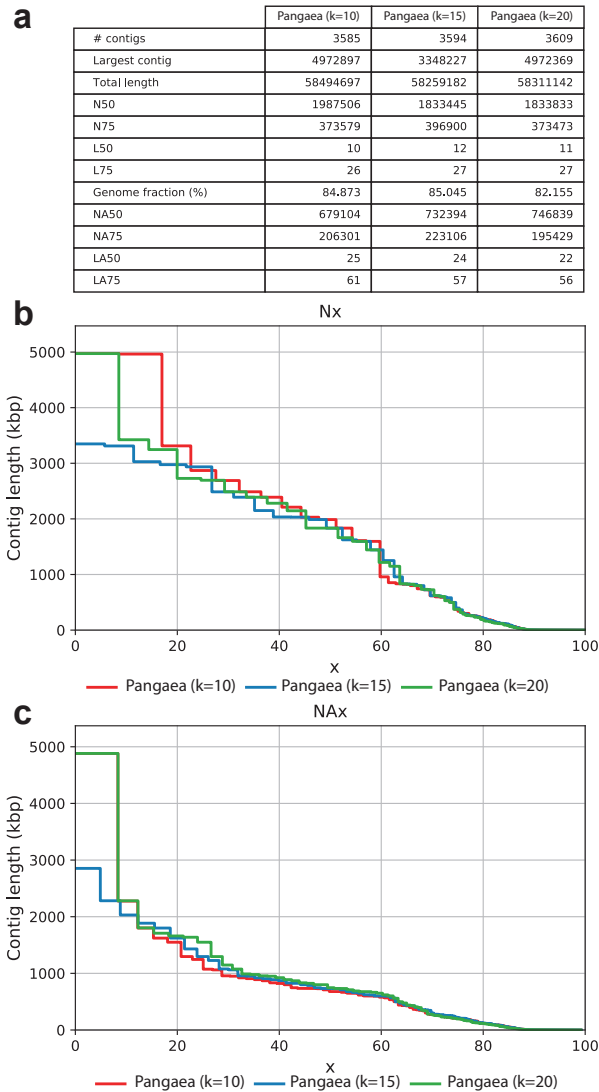 a
Pangaea (k=10) Pangaea (k=15) Pangaea (k=20)
# contigs 3585 3594 3609
Largest contig 4972897 3348227 4972369
Total length 58494697 58259182 58311142
N50 1987506 1833445 1833833
N75 373579 396900 373473
L50 10 12 11
L75 26 27 27
Genome fraction (%) 84.873 85.045 82.155
NA50 679104 732394 746839
NA75 206301 223106 195429
LA50 25 24 22
LA75 61 57 56
b
Nx
5000
4000
3000
2000
1000
0
Contig length (kbp)
0 20 40 60 80 100
x
Pangaea (k=10) Pangaea (k=15) Pangaea (k=20)
c
NAx
5000
4000
3000
2000
1000
0
Contig length (kbp)
0 20 40 60 80 100
x
Pangaea (k=10) Pangaea (k=15) Pangaea (k=20)